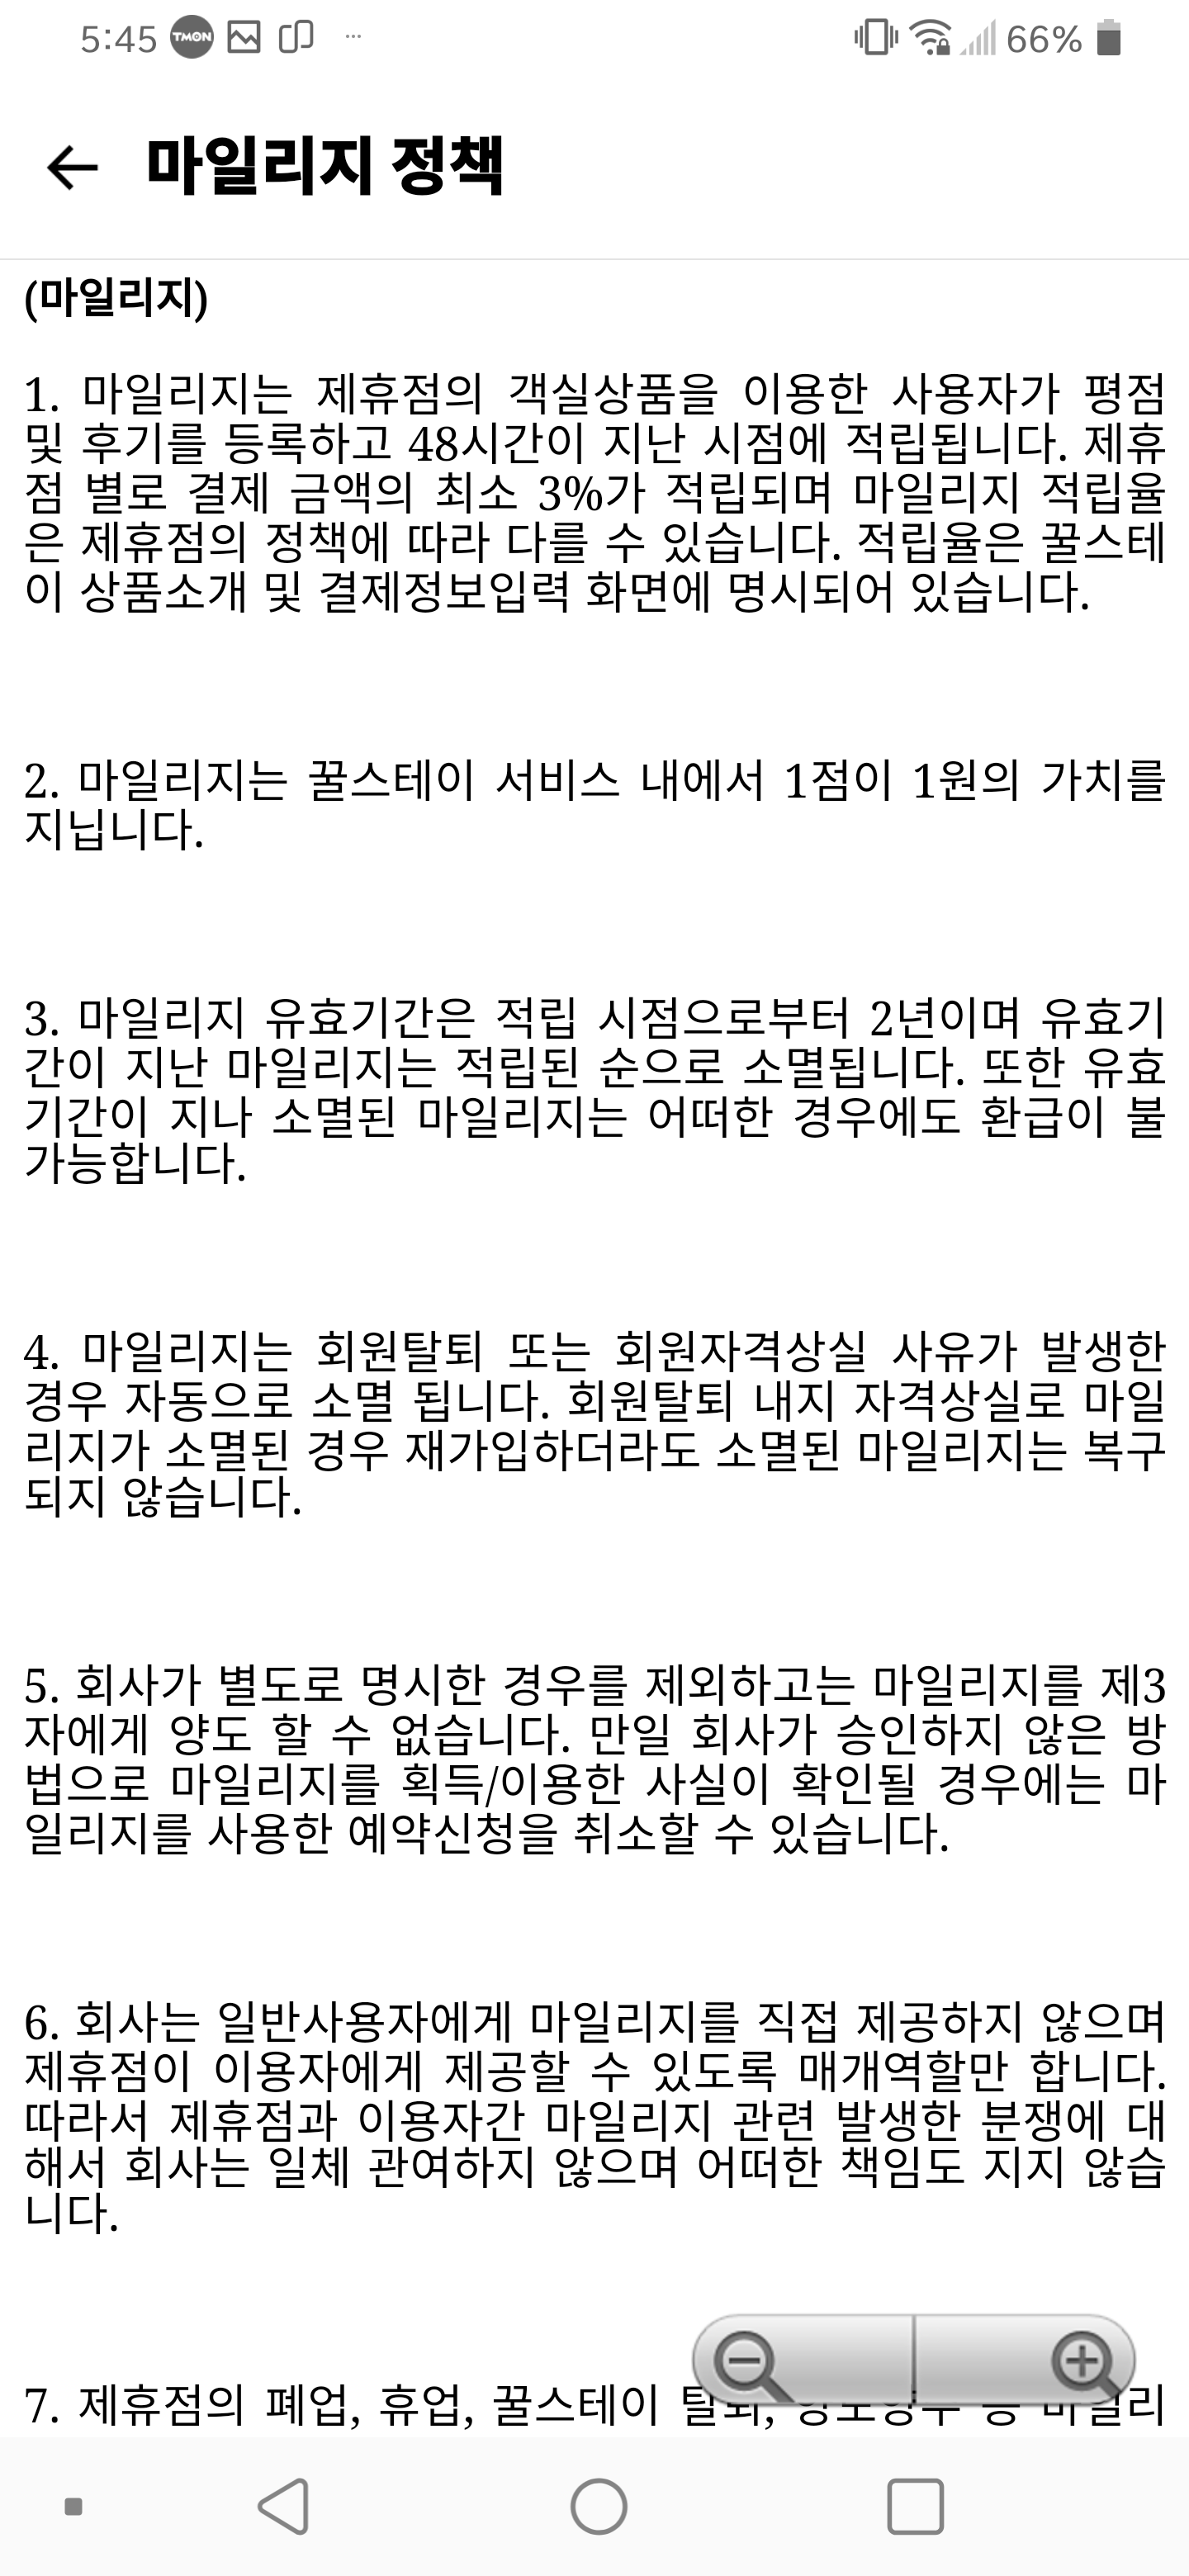 5:45 TMON ... 66%
마일리지 정책
(마일리지)
1. 마일리지는 제휴점의 객실상품을 이용한 사용자가 평점
및 후기를 등록하고 48시간이 지난 시점에 적립됩니다. 제휴
점 별로 결제 금액의 최소 3%가 적립되며 마일리지 적립율
은 제휴점의 정책에 따라 다를 수 있습니다. 적립율은 꿀스테
이 상품소개 및 결제정보입력 화면에 명시되어 있습니다.
2. 마일리지는 꿀스테이 서비스 내에서 1점이 1원의 가치를
지닙니다.
3. 마일리지 유효기간은 적립 시점으로부터 2년이며 유효기
간이 지난 마일리지는 적립된 순으로 소멸됩니다. 또한 유효
기간이 지나 소멸된 마일리지는 어떠한 경우에도 환급이 불
가능합니다.
4. 마일리지는 회원탈퇴 또는 회원자격상실 사유가 발생한
경우 자동으로 소멸 됩니다. 회원탈퇴 내지 자격상실로 마일
리지가 소멸된 경우 재가입하더라도 소멸된 마일리지는 복구
되지 않습니다.
5. 회사가 별도로 명시한 경우를 제외하고는 마일리지를 제3
자에게 양도 할 수 없습니다. 만일 회사가 승인하지 않은 방
법으로 마일리지를 획득/이용한 사실이 확인될 경우에는 마
일리지를 사용한 예약신청을 취소할 수 있습니다.
6. 회사는 일반사용자에게 마일리지를 직접 제공하지 않으며
제휴점이 이용자에게 제공할 수 있도록 매개역할만 합니다.
따라서 제휴점과 이용자간 마일리지 관련 발생한 분쟁에 대
해서 회사는 일체 관여하지 않으며 어떠한 책임도 지지 않습
니다.
7. 제휴점의 폐업, 휴업, 꿀스테이 탈퇴,